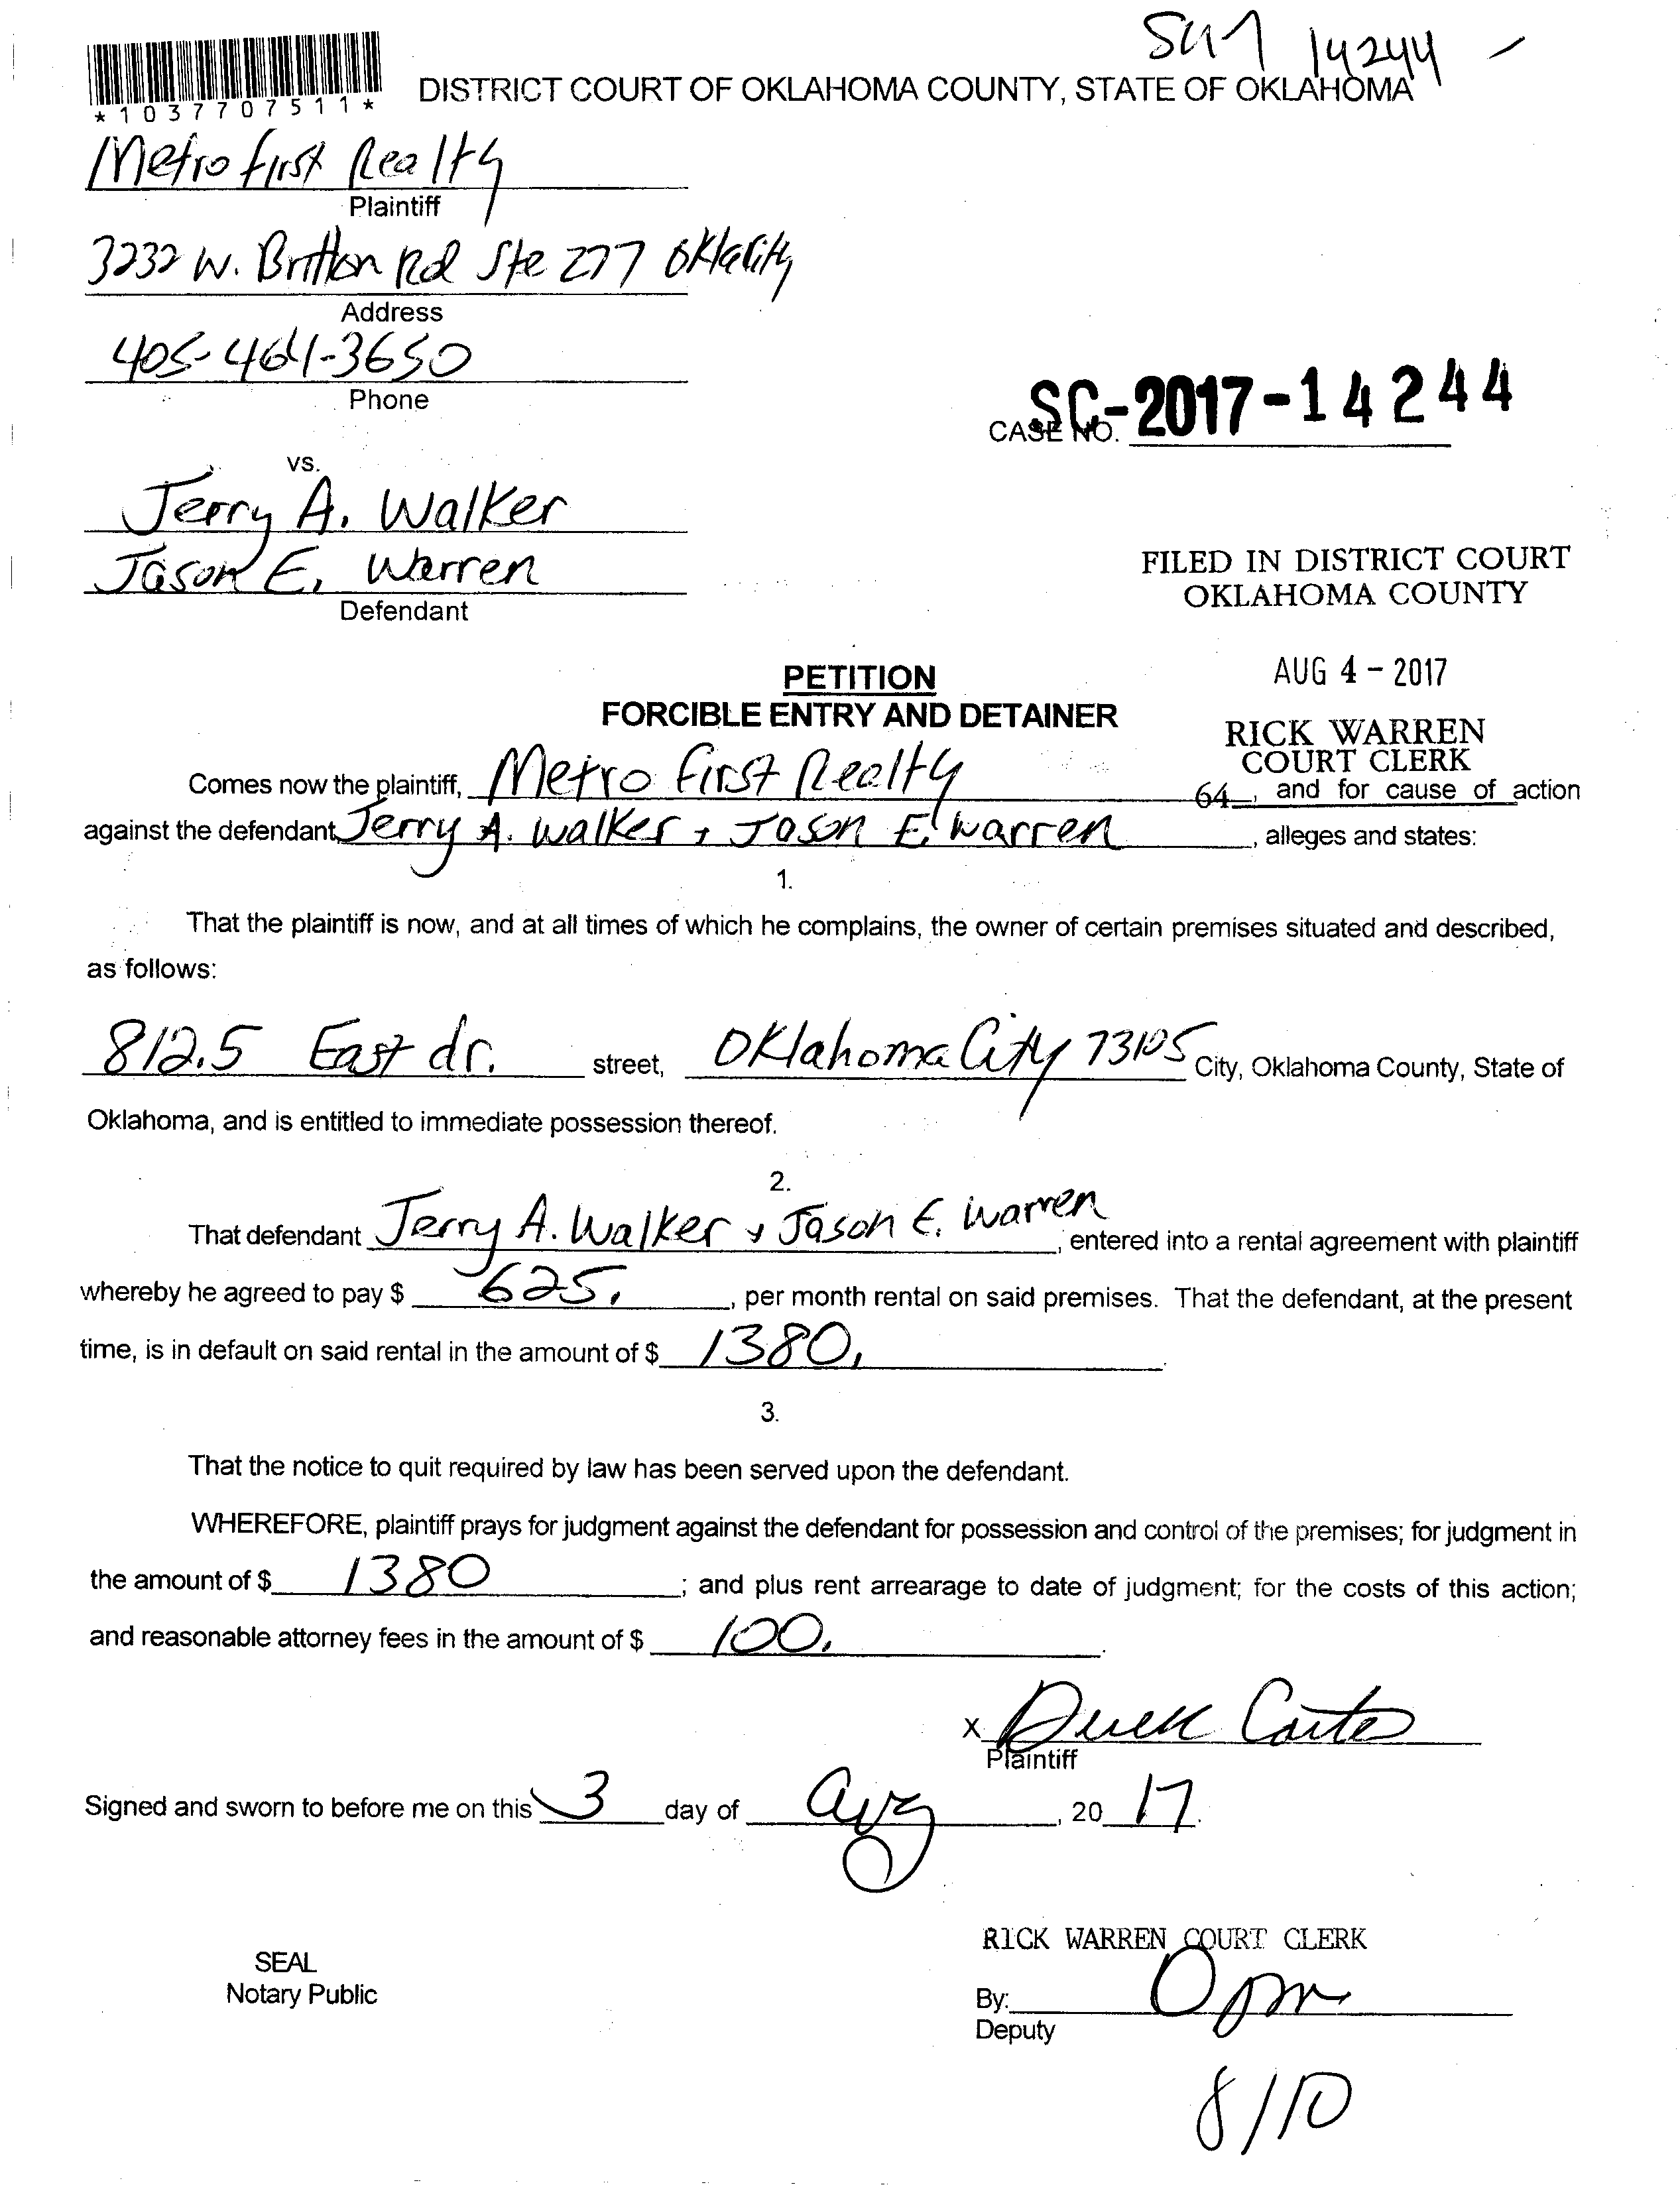 14244
*1037707511*
DISTRICT COURT OF OKLAHOMA COUNTY, STATE OF OKLAHOMA
Metro first Realty
Plaintiff
3232 W. Britton Rd Ste 277 OklaCity
Address
405-464-3650
Phone
SC-2017-14244
CASE NO.
vs.
Jerry A. Walker
Jason E. Warren
Defendant
FILED IN DISTRICT COURT
OKLAHOMA COUNTY
PETITION
AUG 4 - 2017
FORCIBLE ENTRY AND DETAINER
RICK WARREN
COURT CLERK
Comes now the plaintiff, Metro First Realty 64 , and for cause of action
against the defendant Jerry A. Walker + Jason E. Warren , alleges and states:
1.
That the plaintiff is now, and at all times of which he complains, the owner of certain premises situated and described,
as follows:
812.5 East dr. street, Oklahoma City 73105 City, Oklahoma County, State of
Oklahoma, and is entitled to immediate possession thereof.
2.
That defendant Jerry A. Walker + Jason E. Warren , entered into a rental agreement with plaintiff
whereby he agreed to pay $ 625. , per month rental on said premises. That the defendant, at the present
time, is in default on said rental in the amount of $ 1380. .
3.
That the notice to quit required by law has been served upon the defendant.
WHEREFORE, plaintiff prays for judgment against the defendant for possession and control of the premises; for judgment in
the amount of $ 1380 ; and plus rent arrearage to date of judgment; for the costs of this action;
and reasonable attorney fees in the amount of $ 100. .
x Derek Carter
Plaintiff
Signed and sworn to before me on this 3 day of Aug , 20 17.
RICK WARREN COURT CLERK
SEAL
Notary Public
By:
Deputy
8/10